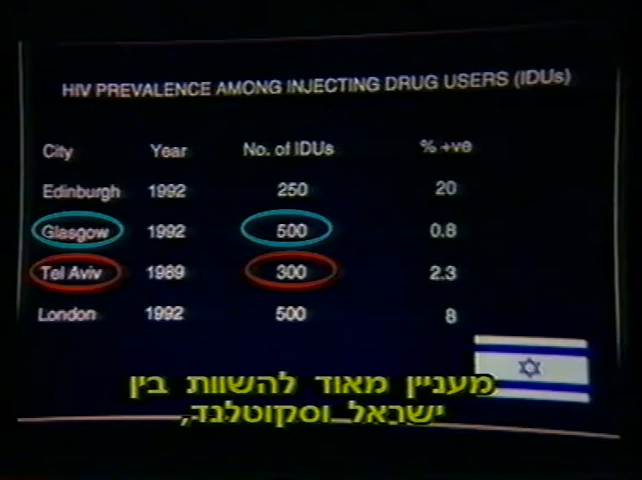 HIV PREVALENCE AMONG INJECTING DRUG USERS (IDUs)
City Year No. of IDUs % +ve
Edinburgh 1992 250 20
Glasgow 1992 500 0.8
Tel Aviv 1989 300 2.3
London 1992 500 8
מעניין מאוד להשוות בין
ישראל וסקוטלנד,